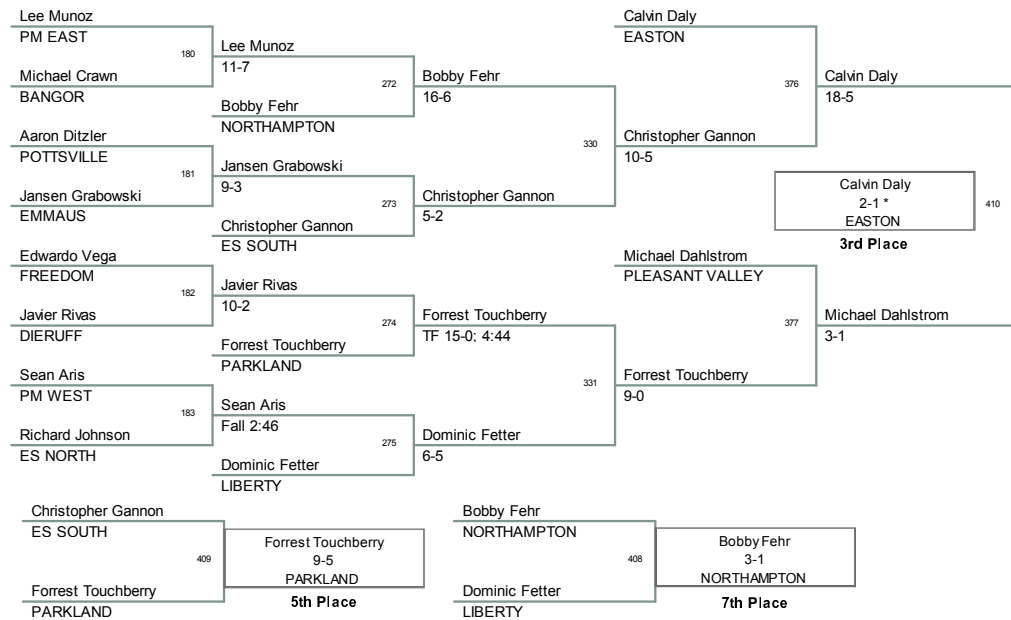 Lee Munoz
PM EAST
180
Michael Crawn
BANGOR
Aaron Ditzler
POTTSVILLE
181
Jansen Grabowski
EMMAUS
Edwardo Vega
FREEDOM
182
Javier Rivas
DIERUFF
Sean Aris
PM WEST
183
Richard Johnson
ES NORTH
Lee Munoz
11-7
272
Bobby Fehr
NORTHAMPTON
Jansen Grabowski
9-3
273
Christopher Gannon
ES SOUTH
Javier Rivas
10-2
274
Forrest Touchberry
PARKLAND
Sean Aris
Fall 2:46
275
Dominic Fetter
LIBERTY
Bobby Fehr
16-6
330
Christopher Gannon
5-2
Forrest Touchberry
TF 15-0; 4:44
331
Dominic Fetter
6-5
Calvin Daly
EASTON
376
Christopher Gannon
10-5
Michael Dahlstrom
PLEASANT VALLEY
377
Forrest Touchberry
9-0
Calvin Daly
18-5
Calvin Daly
2-1 *
EASTON
410
3rd Place
Michael Dahlstrom
3-1
Christopher Gannon
ES SOUTH
409
Forrest Touchberry
PARKLAND
Forrest Touchberry
9-5
PARKLAND
5th Place
Bobby Fehr
NORTHAMPTON
408
Dominic Fetter
LIBERTY
Bobby Fehr
3-1
NORTHAMPTON
7th Place